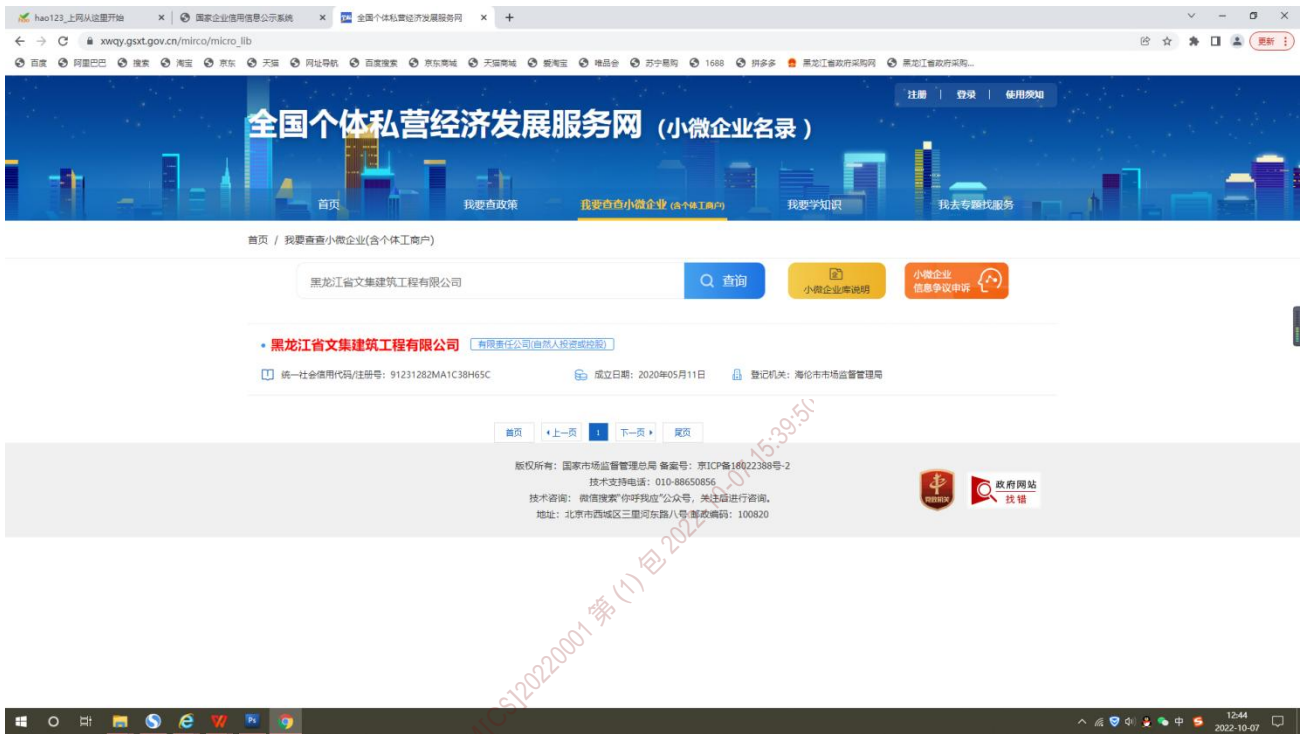 hao123_上网从这里开始
国家企业信用信息公示系统
全国个体私营经济发展服务网
xwqy.gsxt.gov.cn/mirco/micro_lib
更新
百度 阿里巴巴 搜索 淘宝 京东 天猫 网址导航 百度搜索 京东商城 天猫商城 爱淘宝 唯品会 苏宁易购 1688 拼多多 黑龙江省政府采购网 黑龙江省政府采购...
注册 | 登录 | 使用须知
全国个体私营经济发展服务网 (小微企业名录)
首页 我要查政策 我要查查小微企业 (含个体工商户) 我要学知识 我去专题找服务
首页 / 我要查查小微企业(含个体工商户)
黑龙江省文集建筑工程有限公司
查询
小微企业库说明
小微企业
信息争议申诉
黑龙江省文集建筑工程有限公司 有限责任公司(自然人投资或控股)
统一社会信用代码/注册号: 91231282MA1C38H65C 成立日期: 2020年05月11日 登记机关: 海伦市市场监督管理局
首页 上一页 1 下一页 尾页
版权所有: 国家市场监督管理总局 备案号: 京ICP备18022388号-2
技术支持电话: 010-88650856
技术咨询: 微信搜索"你呼我应"公众号, 关注后进行咨询。
地址: 北京市西城区三里河东路八号 邮政编码: 100820
党政机关
政府网站
找错
[CS]20220001 第 (1) 包 2022-10-07 15:39:50
中
12:44
2022-10-07